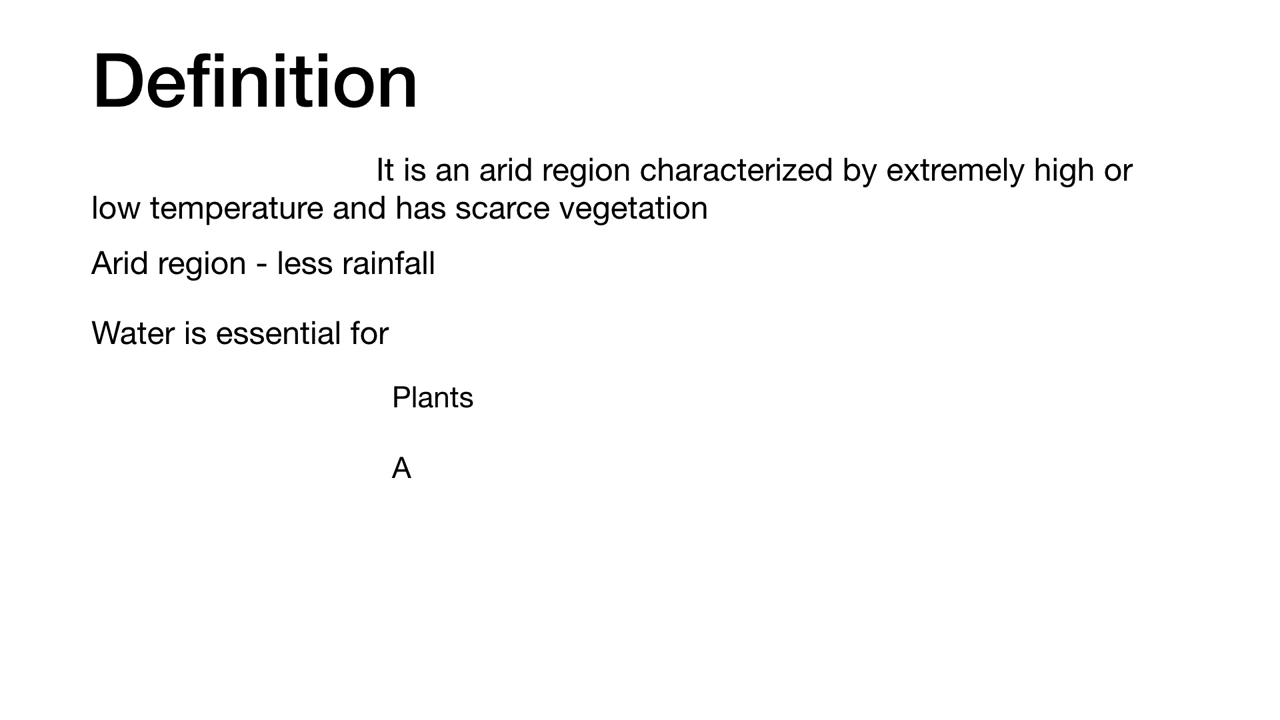 Definition
It is an arid region characterized by extremely high or
low temperature and has scarce vegetation
Arid region - less rainfall
Water is essential for
Plants
A